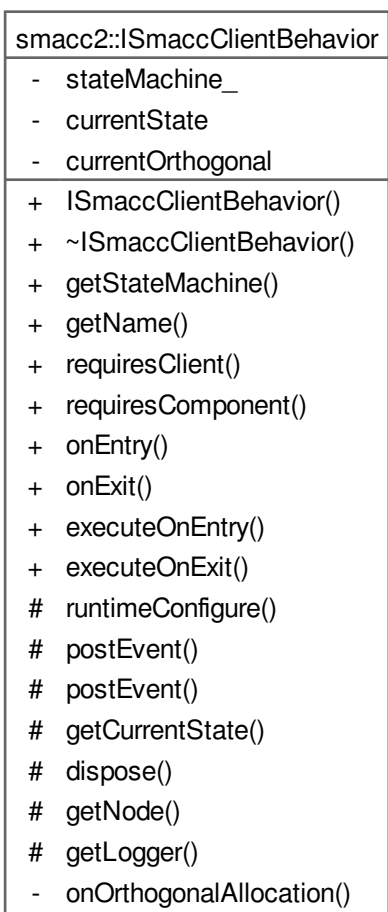 smacc2::ISmaccClientBehavior
- stateMachine_
- currentState
- currentOrthogonal
+ ISmaccClientBehavior()
+ ~ISmaccClientBehavior()
+ getStateMachine()
+ getName()
+ requiresClient()
+ requiresComponent()
+ onEntry()
+ onExit()
+ executeOnEntry()
+ executeOnExit()
# runtimeConfigure()
# postEvent()
# postEvent()
# getCurrentState()
# dispose()
# getNode()
# getLogger()
- onOrthogonalAllocation()